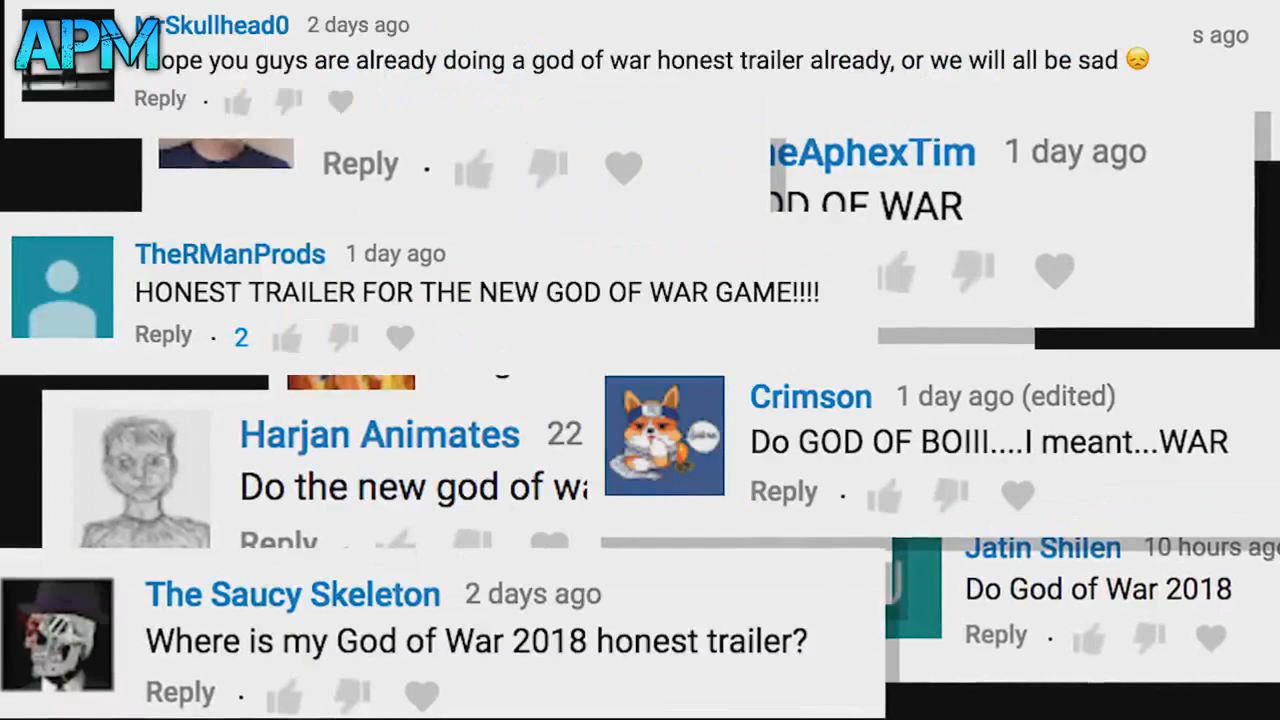 APM
MrSkullhead0 2 days ago
s ago
ope you guys are already doing a god of war honest trailer already, or we will all be sad 😞
Reply
Reply
eAphexTim 1 day ago
OD OF WAR
TheRManProds 1 day ago
HONEST TRAILER FOR THE NEW GOD OF WAR GAME!!!!
Reply 2
Harjan Animates 22
Do the new god of wa
Reply
Crimson 1 day ago (edited)
Do GOD OF BOIII....I meant...WAR
Reply
Jatin Shilen 10 hours ago
Do God of War 2018
Reply
The Saucy Skeleton 2 days ago
Where is my God of War 2018 honest trailer?
Reply